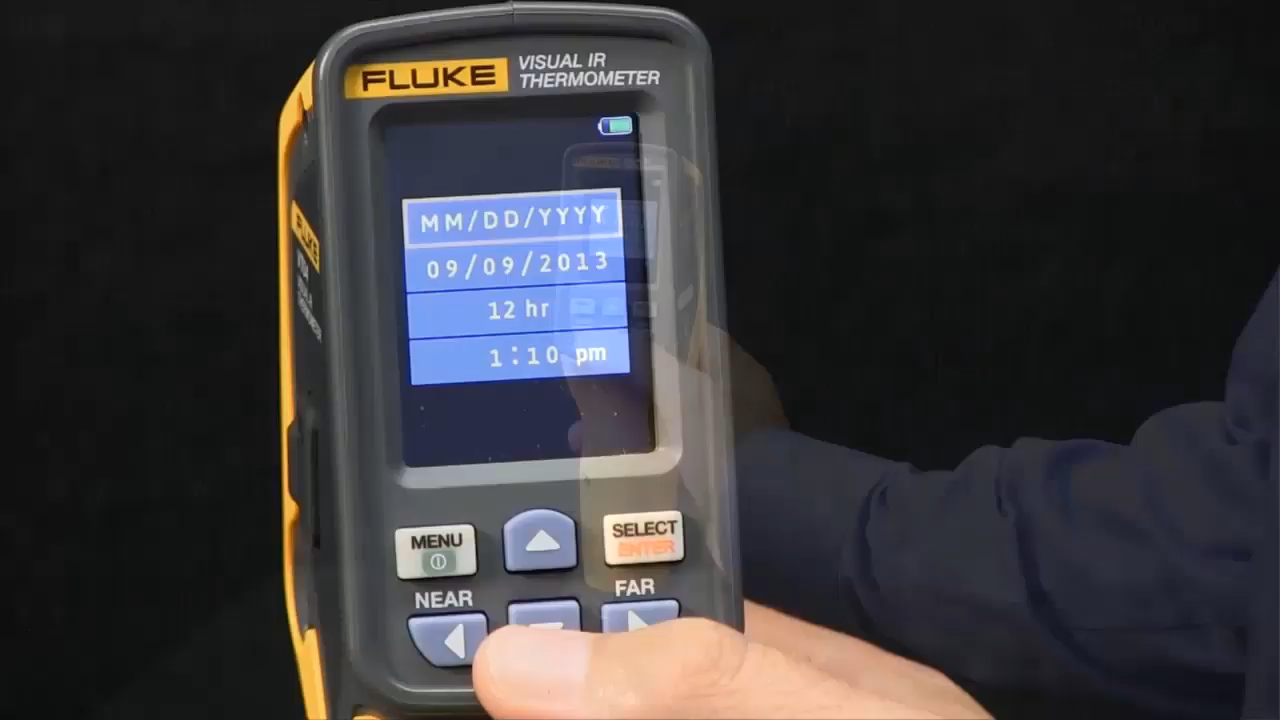 FLUKE
VISUAL IR
THERMOMETER
MM/DD/YYYY
09/09/2013
12 hr
1:10 pm
MENU
SELECT
ENTER
NEAR
FAR
FLUKE